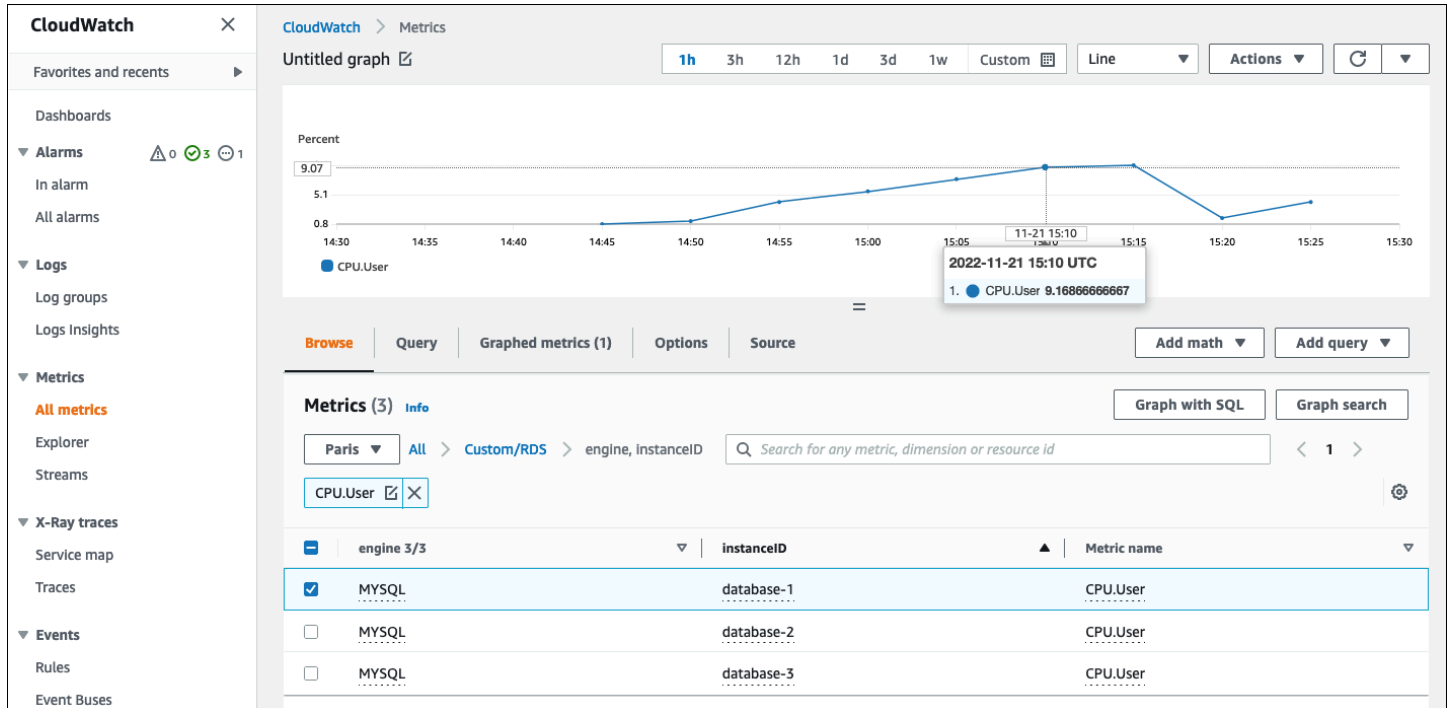 CloudWatch
Favorites and recents
Dashboards
Alarms 0 3 1
In alarm
All alarms
Logs
Log groups
Logs Insights
Metrics
All metrics
Explorer
Streams
X-Ray traces
Service map
Traces
Events
Rules
Event Buses
CloudWatch > Metrics
Untitled graph
1h 3h 12h 1d 3d 1w Custom
Line
Actions
Percent
9.07
5.1
0.8
14:30 14:35 14:40 14:45 14:50 14:55 15:00 15:05 15:15 15:20 15:25 15:30
11-21 15:10
CPU.User
2022-11-21 15:10 UTC
1. CPU.User 9.16866666667
Browse Query Graphed metrics (1) Options Source
Add math Add query
Metrics (3) Info
Graph with SQL Graph search
Paris All > Custom/RDS > engine, instanceID Search for any metric, dimension or resource id < 1 >
CPU.User
engine 3/3 instanceID Metric name
MYSQL database-1 CPU.User
MYSQL database-2 CPU.User
MYSQL database-3 CPU.User